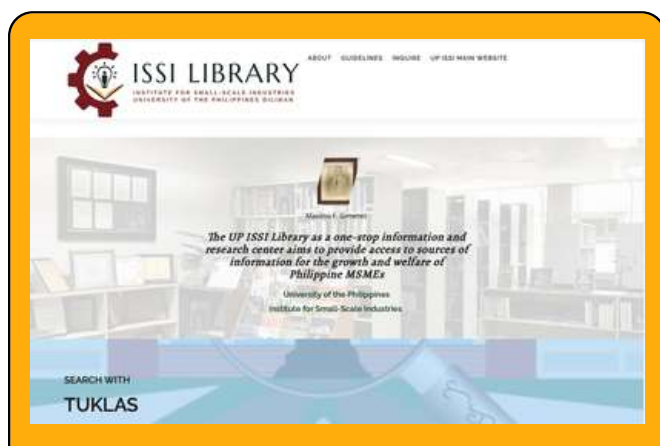 ISSI LIBRARY
INSTITUTE FOR SMALL-SCALE INDUSTRIES
UNIVERSITY OF THE PHILIPPINES DILIMAN
ABOUT GUIDELINES INQUIRE UP ISSI MAIN WEBSITE
The UP ISSI Library as a one-stop information and
research center aims to provide access to sources of
information for the growth and welfare of
Philippine MSMEs
University of the Philippines
Institute for Small-Scale Industries
SEARCH WITH
TUKLAS